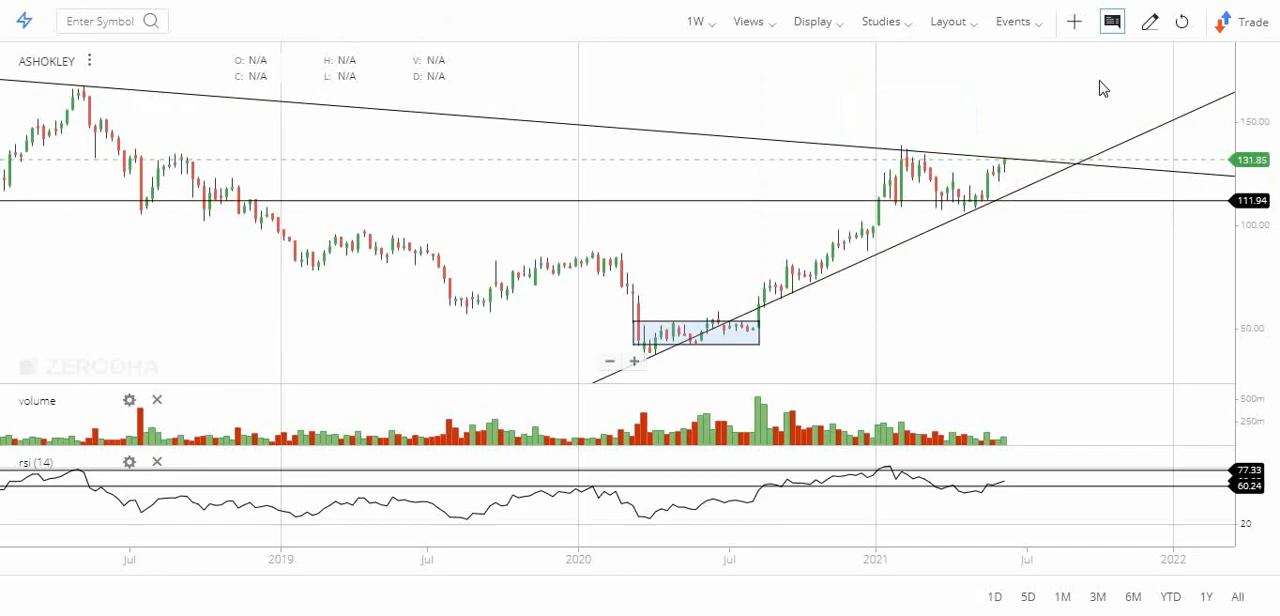 Enter Symbol 1W Views Display Studies Layout Events Trade
ASHOKLEY O: N/A H: N/A V: N/A
C: N/A L: N/A D: N/A
150.00
131.85
111.94
100.00
50.00
ZERODHA
volume 500m
250m
rsi (14) 77.33
60.24
20
Jul 2019 Jul 2020 Jul 2021 Jul 2022
1D 5D 1M 3M 6M YTD 1Y All